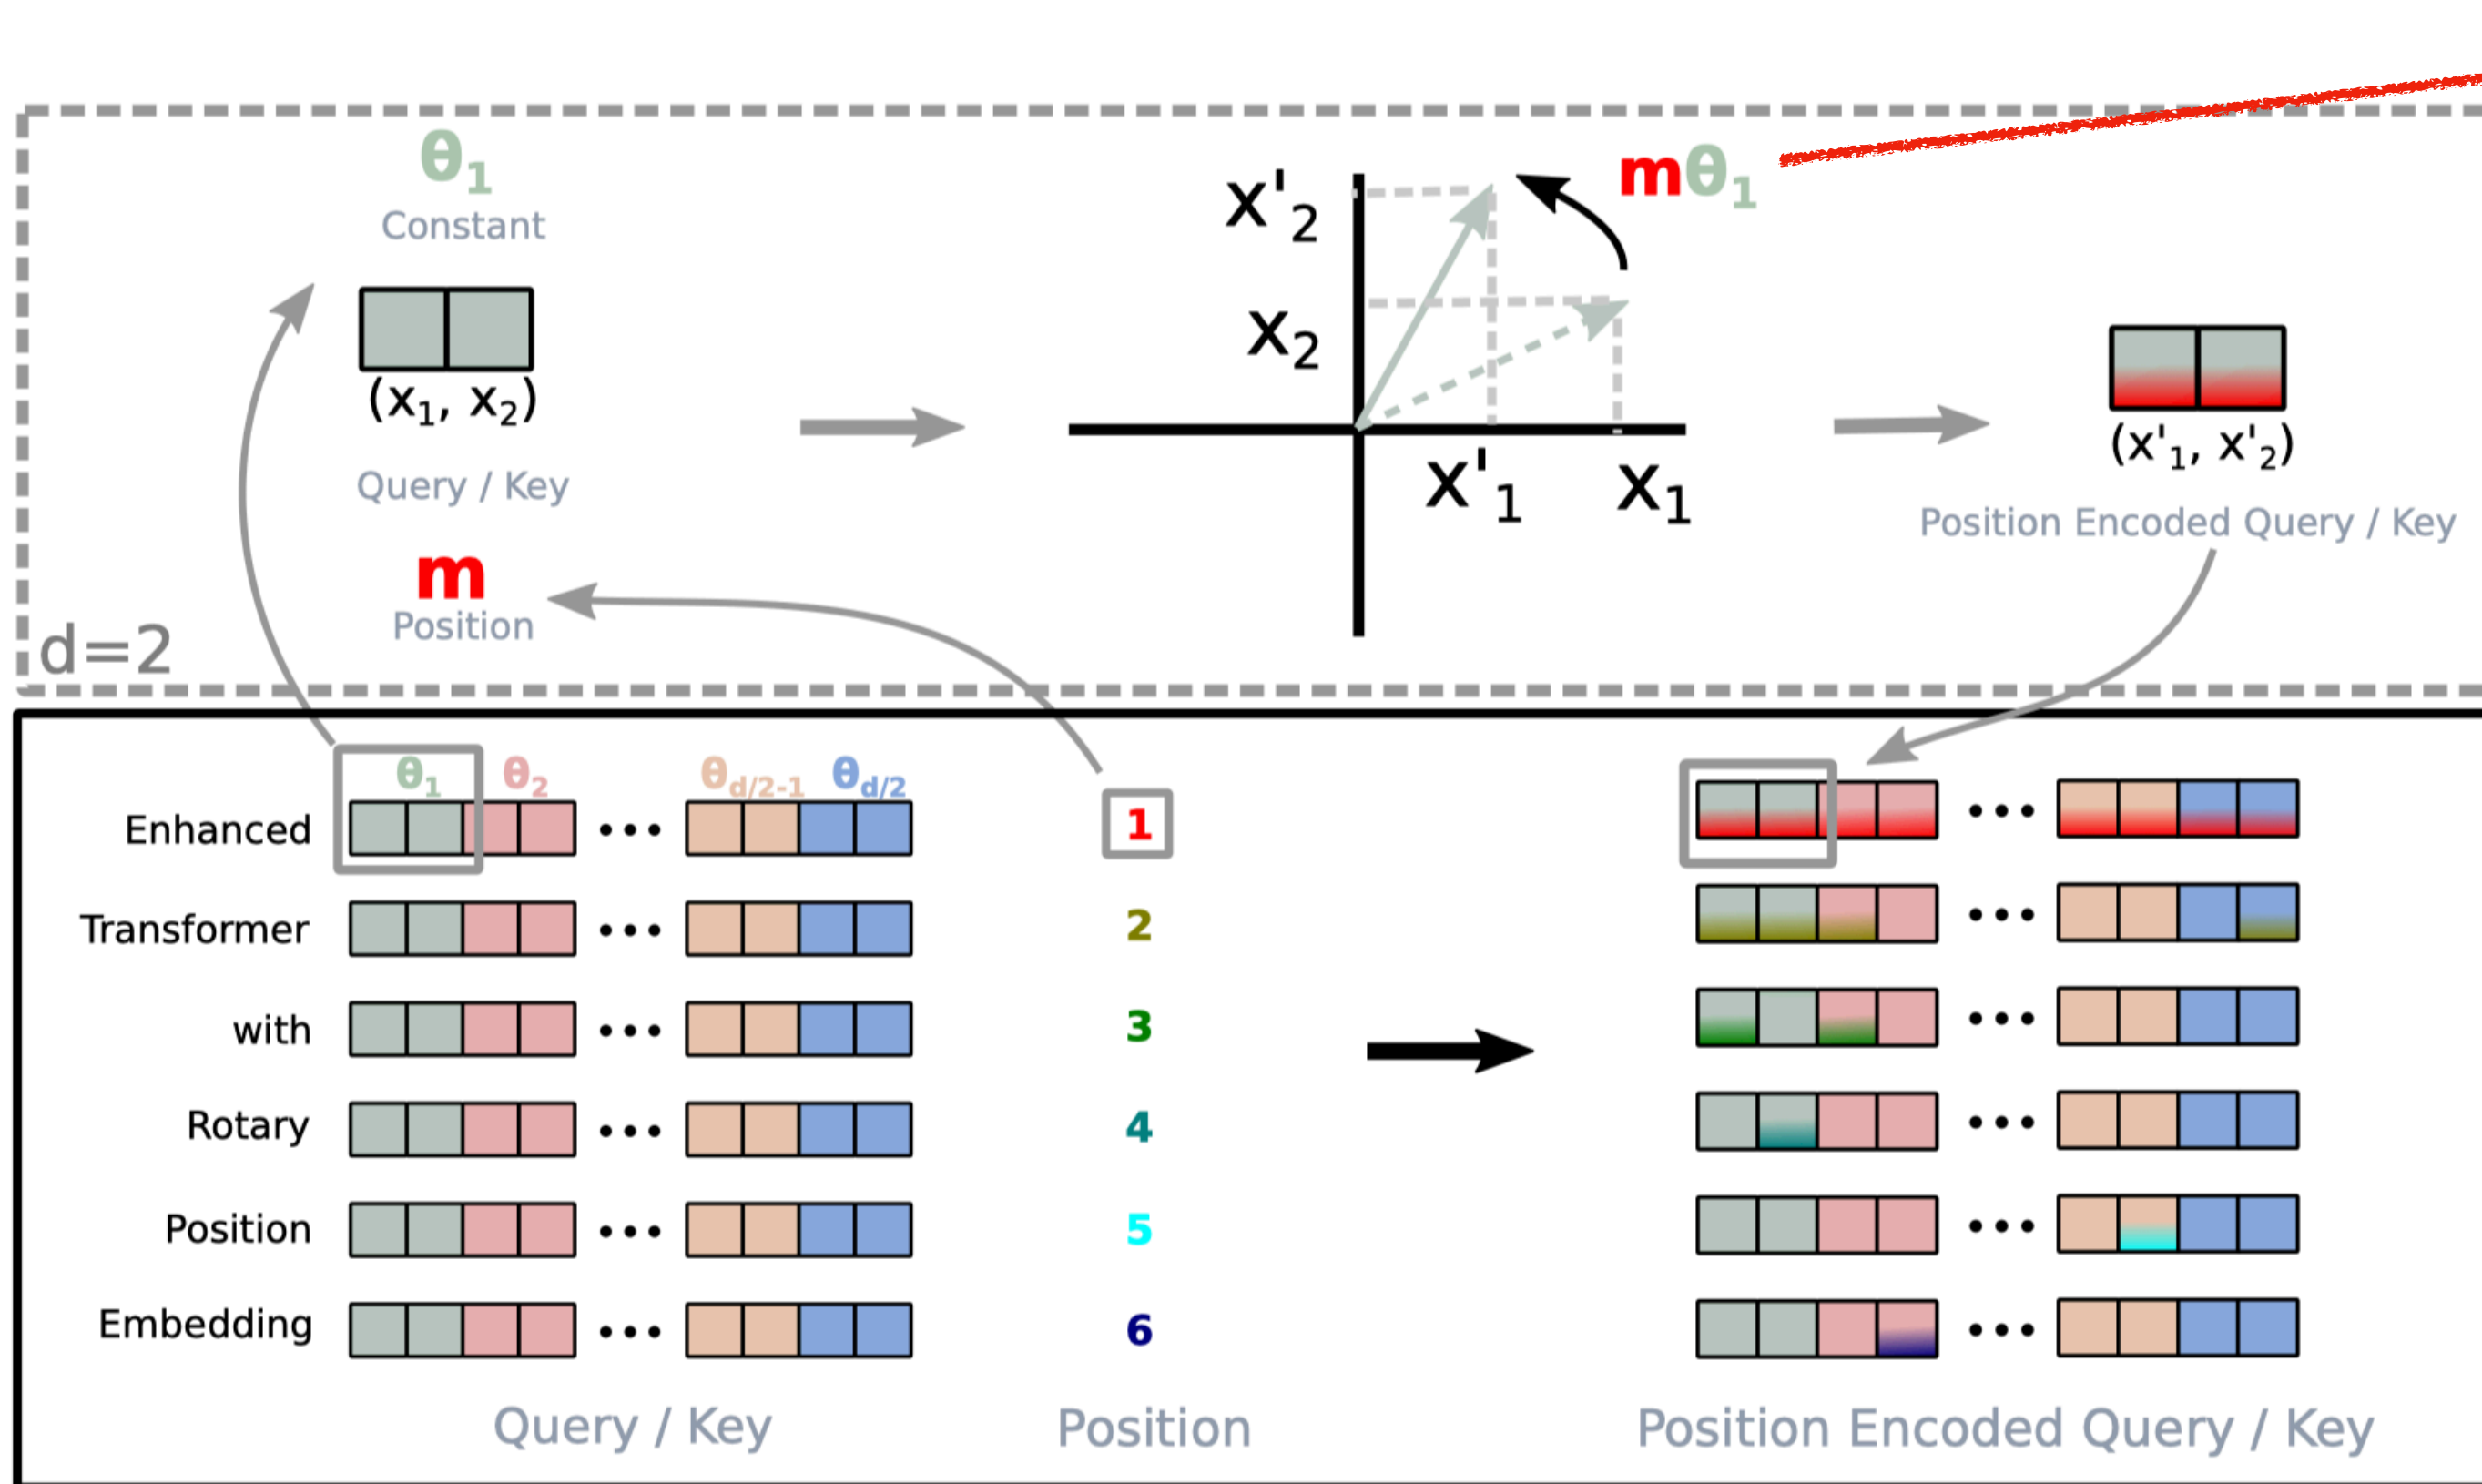 θ₁
Constant
(x₁, x₂)
Query / Key
m
Position
d=2
x'₂
x₂
x'₁
x₁
mθ₁
(x'₁, x'₂)
Position Encoded Query / Key
θ₁ θ₂ θd/2-1 θd/2
Enhanced 1
Transformer 2
with 3
Rotary 4
Position 5
Embedding 6
Query / Key
Position
Position Encoded Query / Key